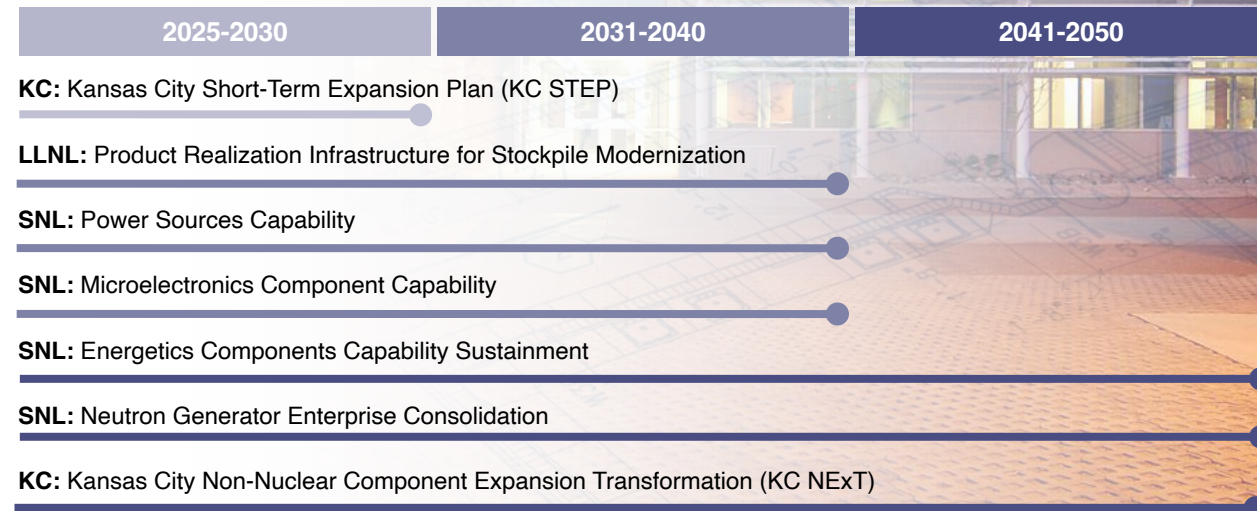 2025-2030 2031-2040 2041-2050
KC: Kansas City Short-Term Expansion Plan (KC STEP)
LLNL: Product Realization Infrastructure for Stockpile Modernization
SNL: Power Sources Capability
SNL: Microelectronics Component Capability
SNL: Energetics Components Capability Sustainment
SNL: Neutron Generator Enterprise Consolidation
KC: Kansas City Non-Nuclear Component Expansion Transformation (KC NExT)